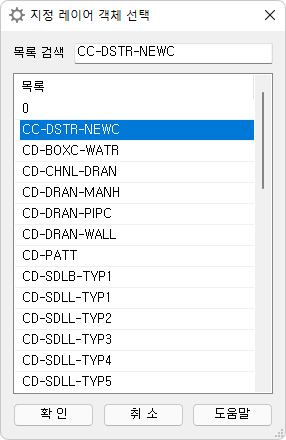 지정 레이어 객체 선택
목록 검색 CC-DSTR-NEWC
목록
0
CC-DSTR-NEWC
CD-BOXC-WATR
CD-CHNL-DRAN
CD-DRAN-MANH
CD-DRAN-PIPC
CD-DRAN-WALL
CD-PATT
CD-SDLB-TYP1
CD-SDLL-TYP1
CD-SDLL-TYP2
CD-SDLL-TYP3
CD-SDLL-TYP4
CD-SDLL-TYP5
확 인 취 소 도움말